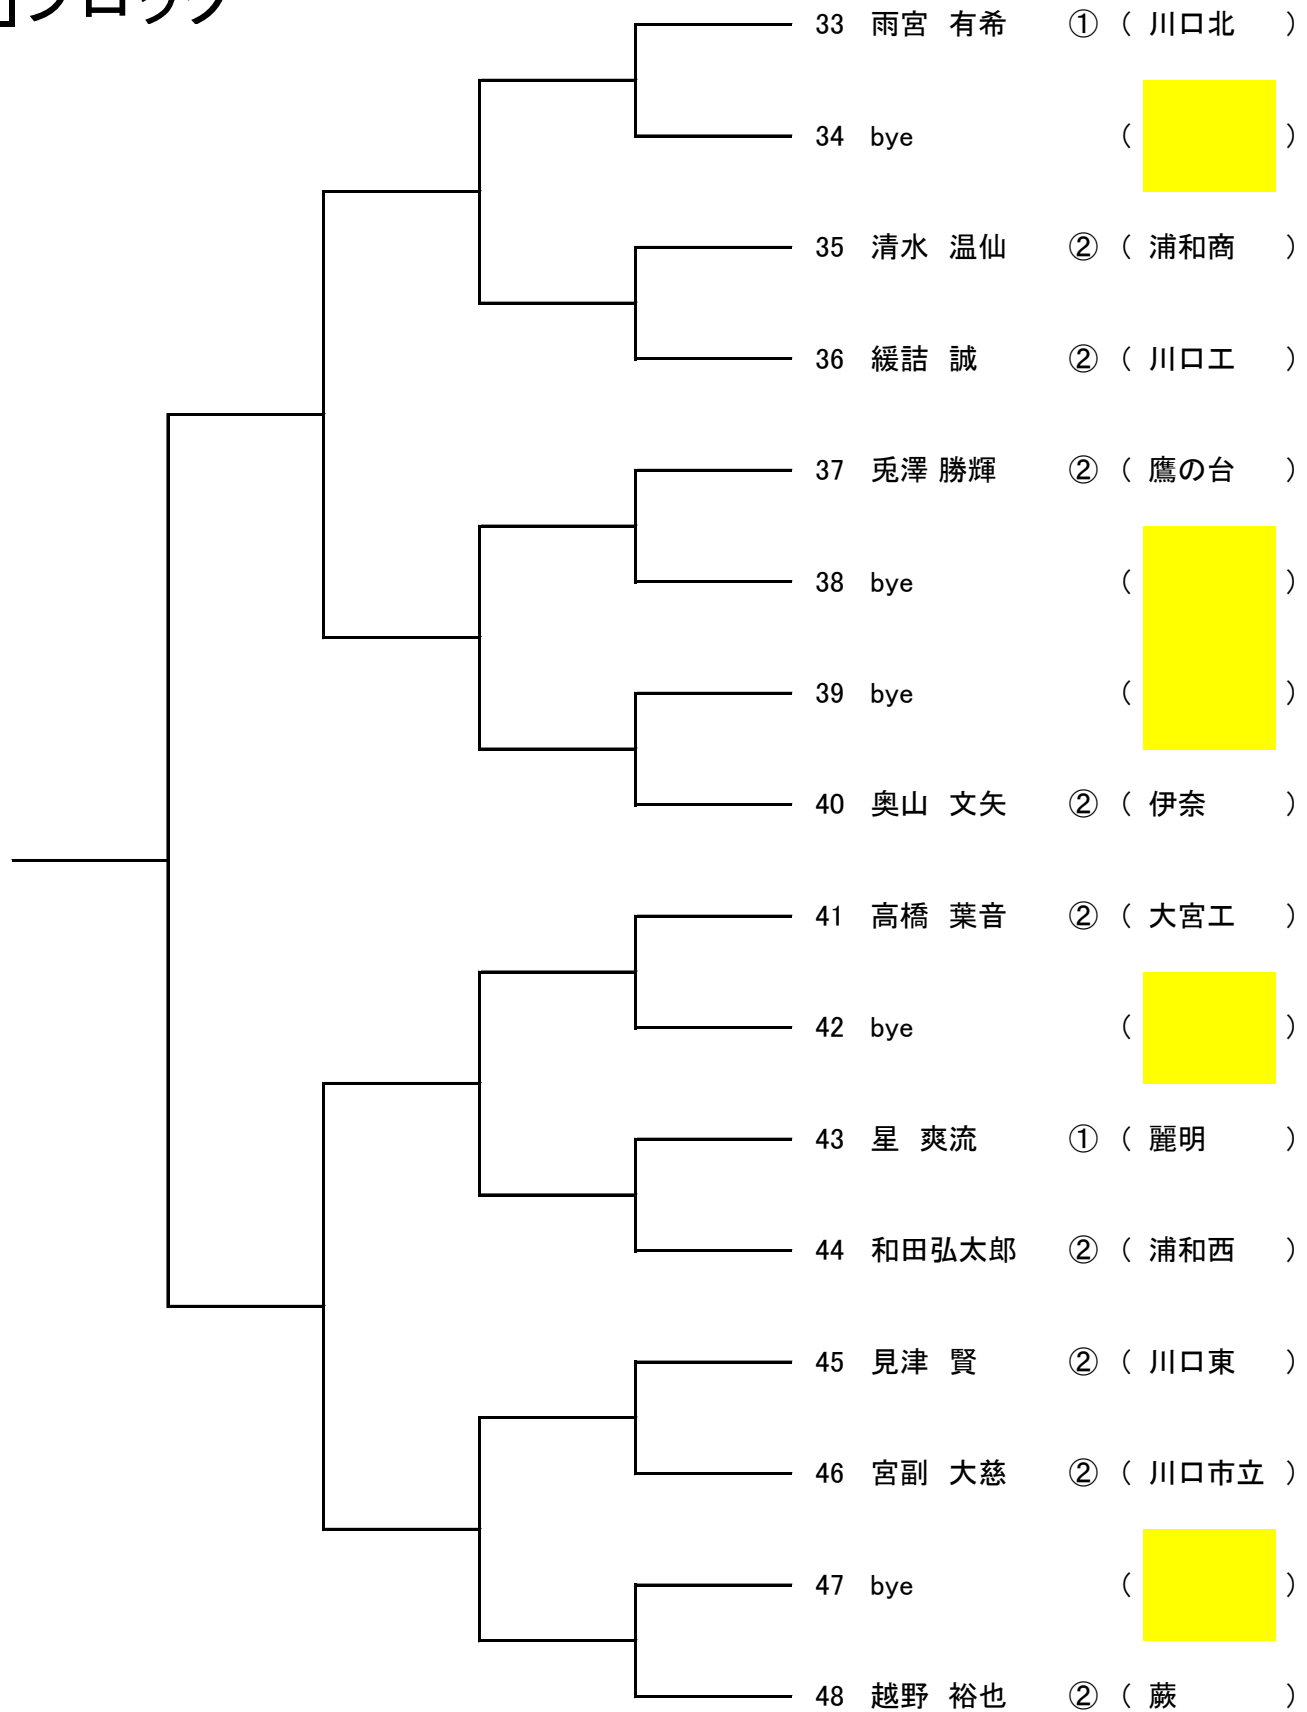 ブロック
33 雨宮 有希 ① ( 川口北 )
34 bye ( )
35 清水 温仙 ② ( 浦和商 )
36 緩詰 誠 ② ( 川口工 )
37 兎澤 勝輝 ② ( 鷹の台 )
38 bye ( )
39 bye ( )
40 奥山 文矢 ② ( 伊奈 )
41 高橋 葉音 ② ( 大宮工 )
42 bye ( )
43 星 爽流 ① ( 麗明 )
44 和田弘太郎 ② ( 浦和西 )
45 見津 賢 ② ( 川口東 )
46 宮副 大慈 ② ( 川口市立 )
47 bye ( )
48 越野 裕也 ② ( 蕨 )